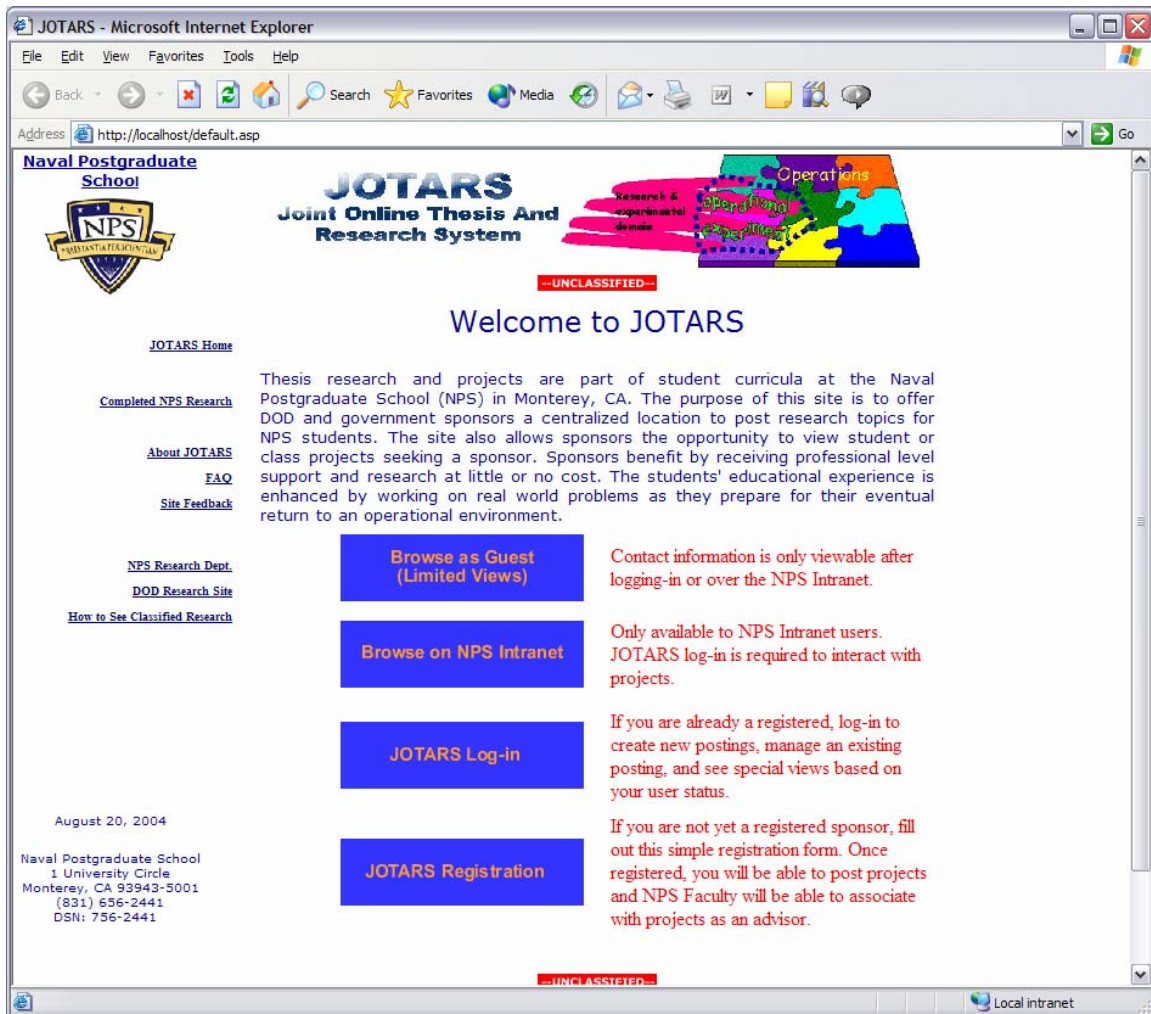 JOTARS - Microsoft Internet Explorer
File Edit View Favorites Tools Help
Back Search Favorites Media
Address http://localhost/default.asp Go
Naval Postgraduate
School
NPS
JOTARS
Joint Online Thesis And
Research System
Research &
experimental
domain
Operations
operational
experiment
--UNCLASSIFIED--
Welcome to JOTARS
JOTARS Home
Completed NPS Research
About JOTARS
FAQ
Site Feedback
NPS Research Dept.
DOD Research Site
How to See Classified Research
Thesis research and projects are part of student curricula at the Naval
Postgraduate School (NPS) in Monterey, CA. The purpose of this site is to offer
DOD and government sponsors a centralized location to post research topics for
NPS students. The site also allows sponsors the opportunity to view student or
class projects seeking a sponsor. Sponsors benefit by receiving professional level
support and research at little or no cost. The students' educational experience is
enhanced by working on real world problems as they prepare for their eventual
return to an operational environment.
Browse as Guest
(Limited Views)
Contact information is only viewable after
logging-in or over the NPS Intranet.
Browse on NPS Intranet
Only available to NPS Intranet users.
JOTARS log-in is required to interact with
projects.
JOTARS Log-in
If you are already a registered, log-in to
create new postings, manage an existing
posting, and see special views based on
your user status.
JOTARS Registration
If you are not yet a registered sponsor, fill
out this simple registration form. Once
registered, you will be able to post projects
and NPS Faculty will be able to associate
with projects as an advisor.
August 20, 2004
Naval Postgraduate School
1 University Circle
Monterey, CA 93943-5001
(831) 656-2441
DSN: 756-2441
--UNCLASSIFIED--
Local intranet